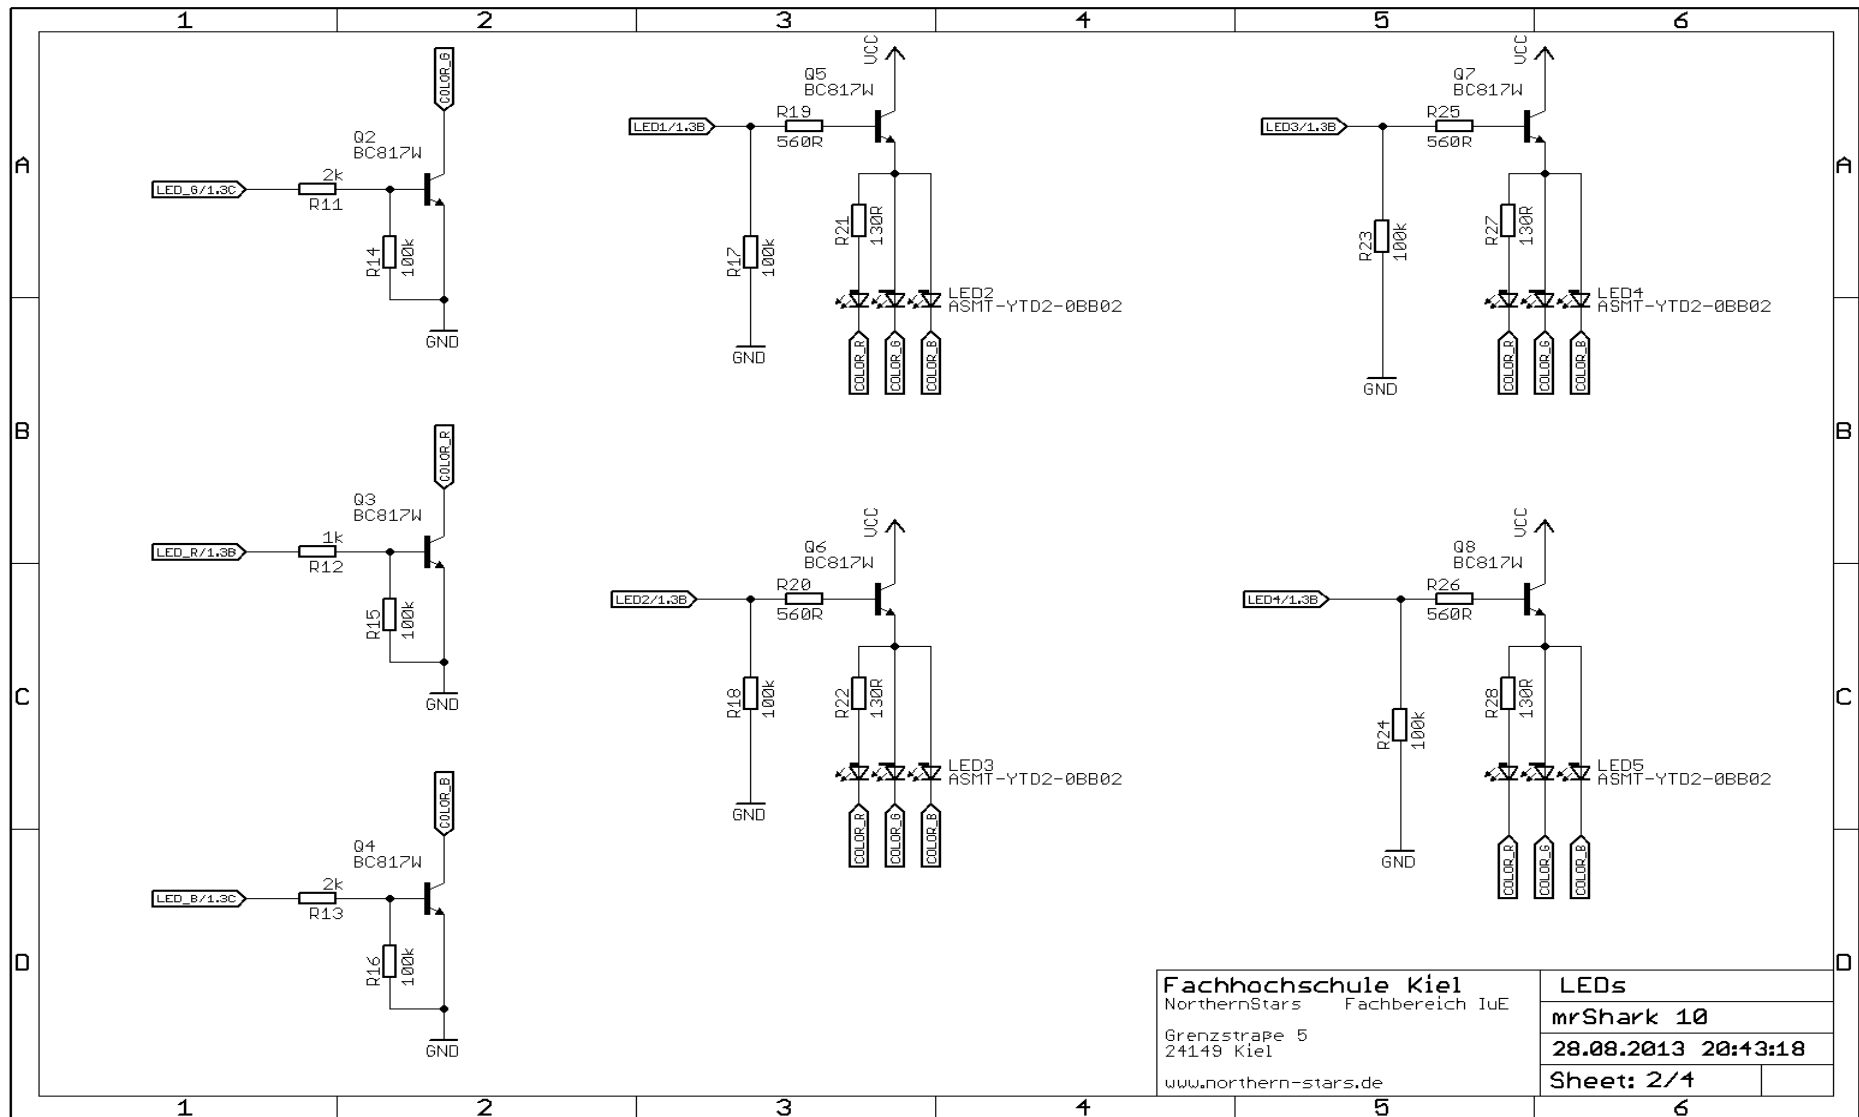 1 2 3 4 5 6
A
B
C
D
COLOR_G
Q2
BC817W
LED_G/1.3C
2k
R11
R14
100k
GND
COLOR_R
Q3
BC817W
LED_R/1.3B
1k
R12
R15
100k
GND
COLOR_B
Q4
BC817W
LED_B/1.3C
2k
R13
R16
100k
GND
VCC
Q5
BC817W
LED1/1.3B
R19
560R
R17
100k
GND
R21
130R
LED2
ASMT-YTD2-0BB02
COLOR_R
COLOR_G
COLOR_B
VCC
Q6
BC817W
LED2/1.3B
R20
560R
R18
100k
GND
R22
130R
LED3
ASMT-YTD2-0BB02
COLOR_R
COLOR_G
COLOR_B
VCC
Q7
BC817W
LED3/1.3B
R25
560R
R23
100k
GND
R27
130R
LED4
ASMT-YTD2-0BB02
COLOR_R
COLOR_G
COLOR_B
VCC
Q8
BC817W
LED4/1.3B
R26
560R
R24
100k
GND
R28
130R
LED5
ASMT-YTD2-0BB02
COLOR_R
COLOR_G
COLOR_B
A
B
C
D
Fachhochschule Kiel
NorthernStars Fachbereich IuE
Grenzstraße 5
24149 Kiel
www.northern-stars.de
LEDs
mrShark 10
28.08.2013 20:43:18
Sheet: 2/4
1 2 3 4 5 6